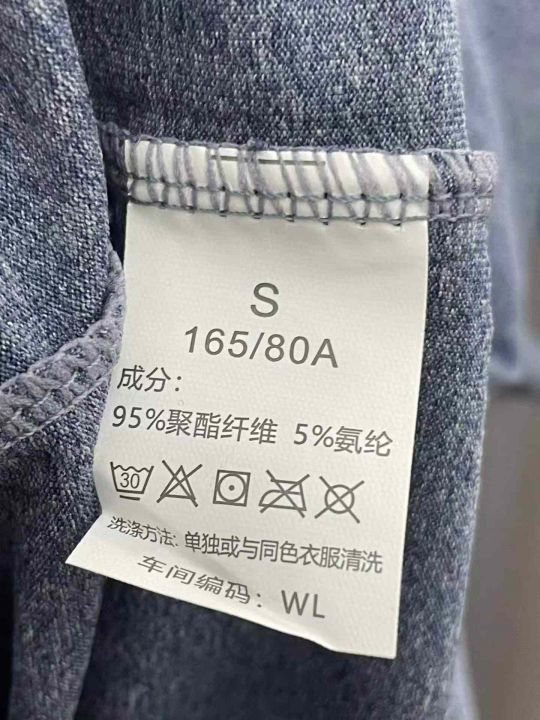 S
165/80A
成分：
95%聚酯纤维 5%氨纶
30
洗涤方法: 单独或与同色衣服清洗
车间编码：WL